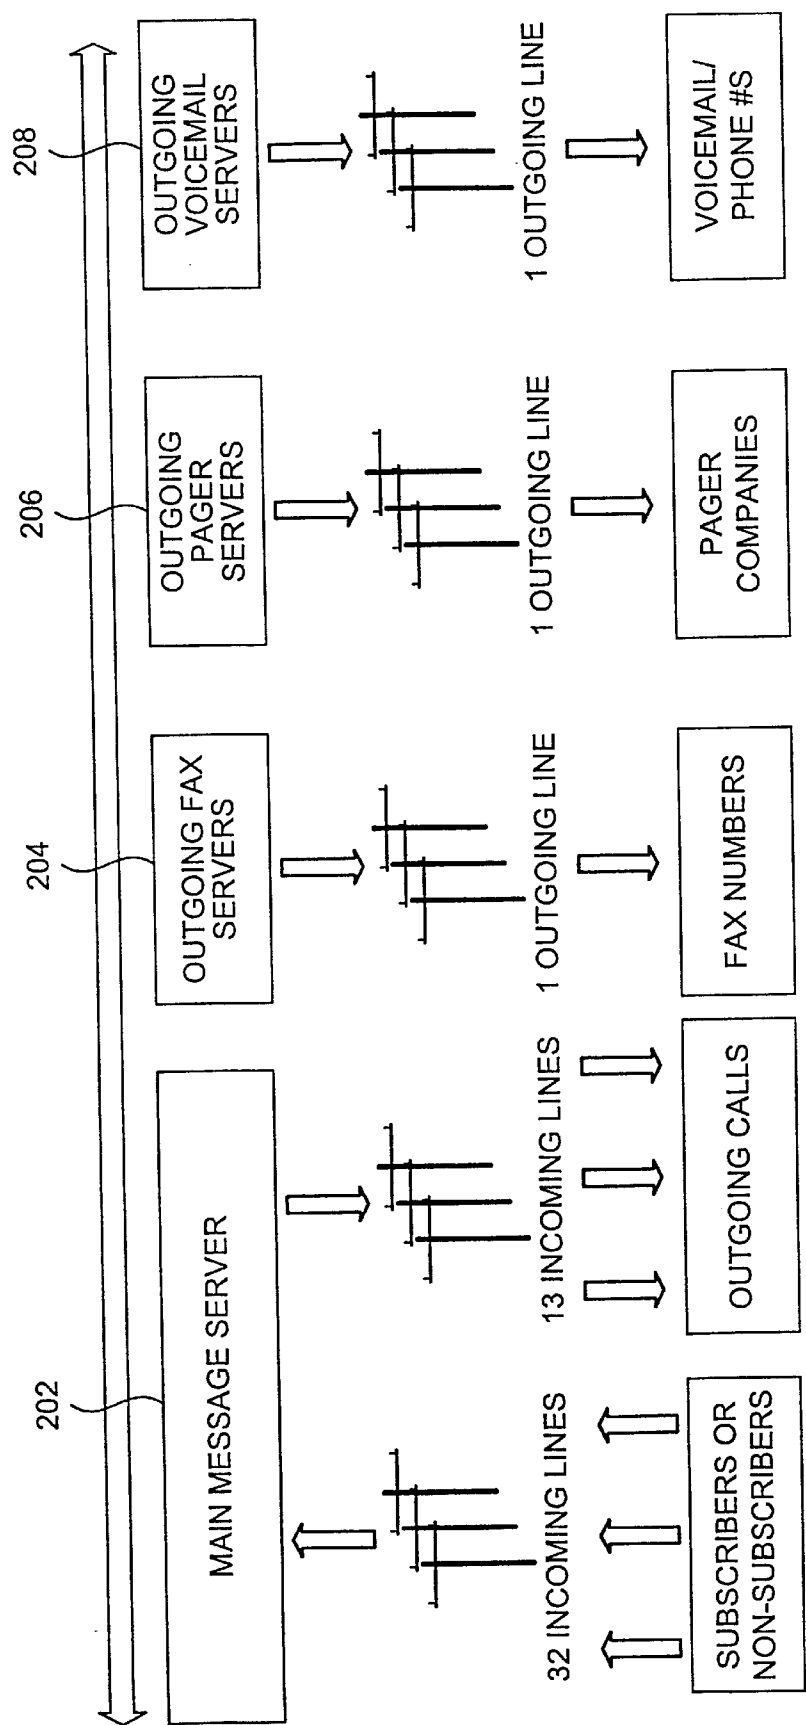 202
204
206
208
MAIN MESSAGE SERVER
OUTGOING FAX
SERVERS
OUTGOING
PAGER
SERVERS
OUTGOING
VOICEMAIL
SERVERS
32 INCOMING LINES
13 INCOMING LINES
1 OUTGOING LINE
1 OUTGOING LINE
1 OUTGOING LINE
SUBSCRIBERS OR
NON-SUBSCRIBERS
OUTGOING CALLS
FAX NUMBERS
PAGER
COMPANIES
VOICEMAIL/
PHONE #S